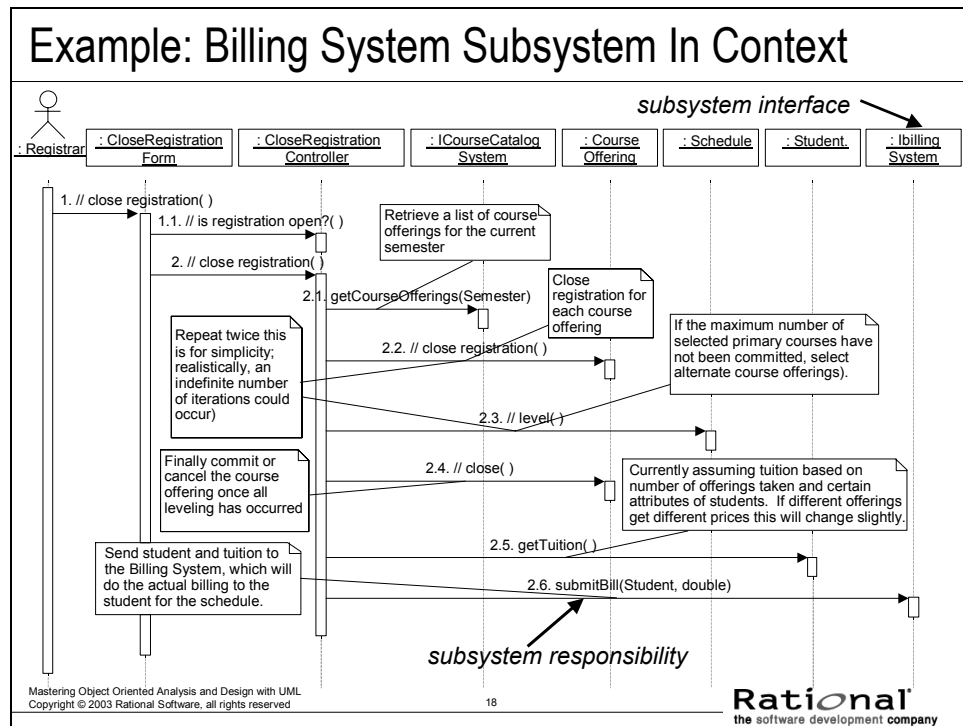 Example: Billing System Subsystem In Context
subsystem interface
: Registrar
: CloseRegistration
Form
: CloseRegistration
Controller
: ICourseCatalog
System
: Course
Offering
: Schedule
: Student.
: Ibilling
System
1. // close registration( )
1.1. // is registration open?( )
Retrieve a list of course
offerings for the current
semester
2. // close registration( )
2.1. getCourseOfferings(Semester)
Close
registration for
each course
offering
Repeat twice this
is for simplicity;
realistically, an
indefinite number
of iterations could
occur)
2.2. // close registration( )
If the maximum number of
selected primary courses have
not been committed, select
alternate course offerings).
2.3. // level( )
Finally commit or
cancel the course
offering once all
leveling has occurred
2.4. // close( )
Currently assuming tuition based on
number of offerings taken and certain
attributes of students. If different offerings
get different prices this will change slightly.
2.5. getTuition( )
Send student and tuition to
the Billing System, which will
do the actual billing to the
student for the schedule.
2.6. submitBill(Student, double)
subsystem responsibility
Mastering Object Oriented Analysis and Design with UML
Copyright © 2003 Rational Software, all rights reserved
18
Rational
the software development company